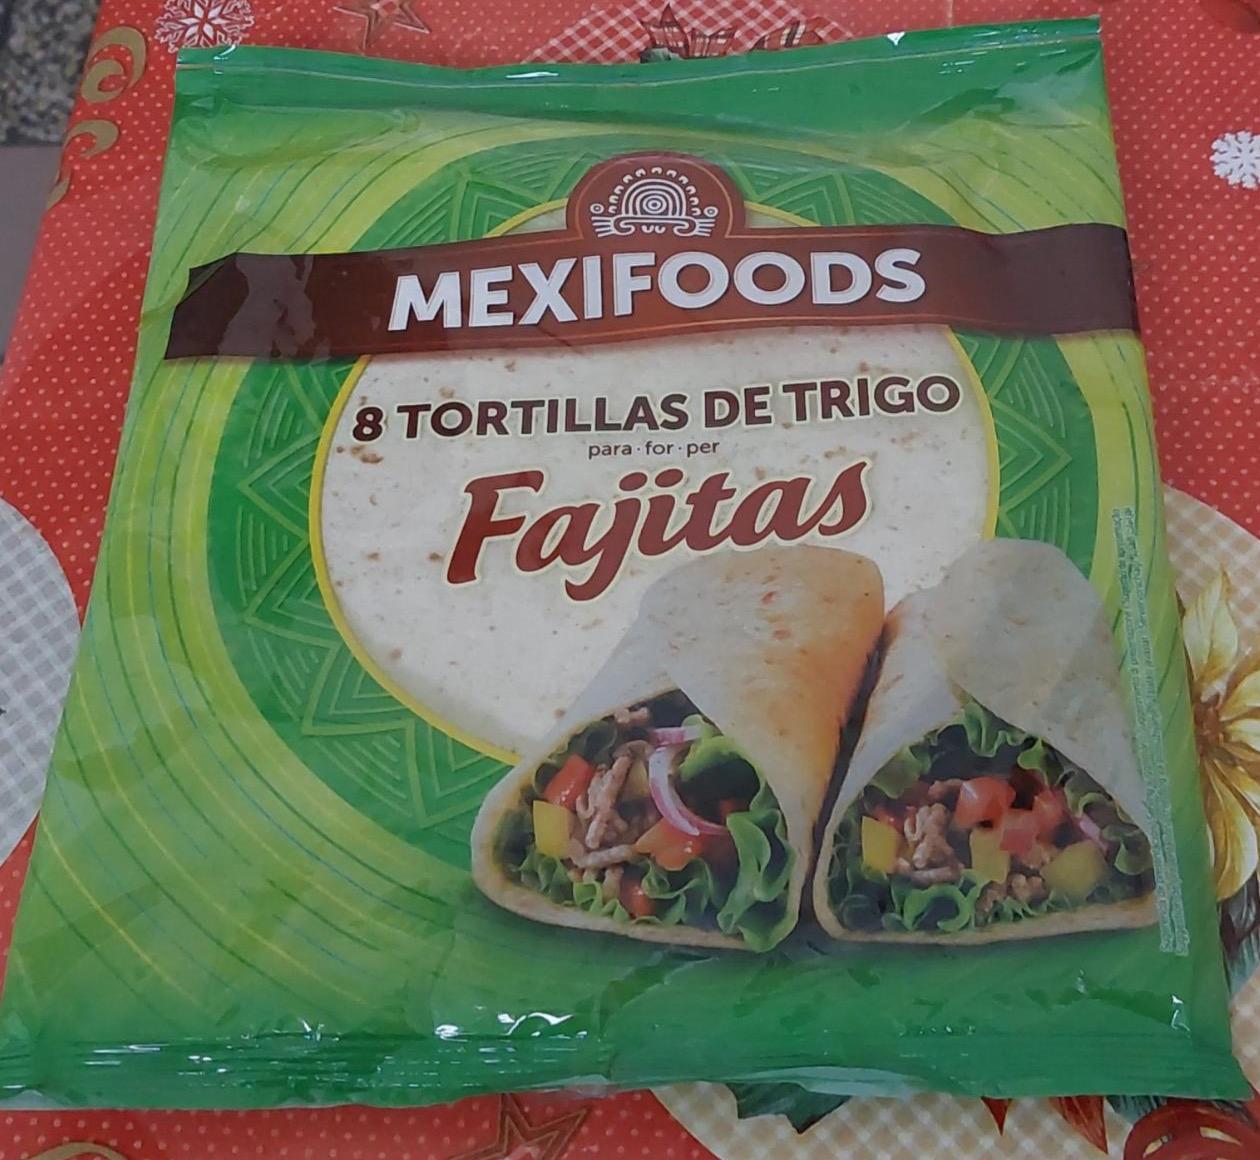 MEXIFOODS
8 TORTILLAS DE TRIGO
para · for · per
Fajitas